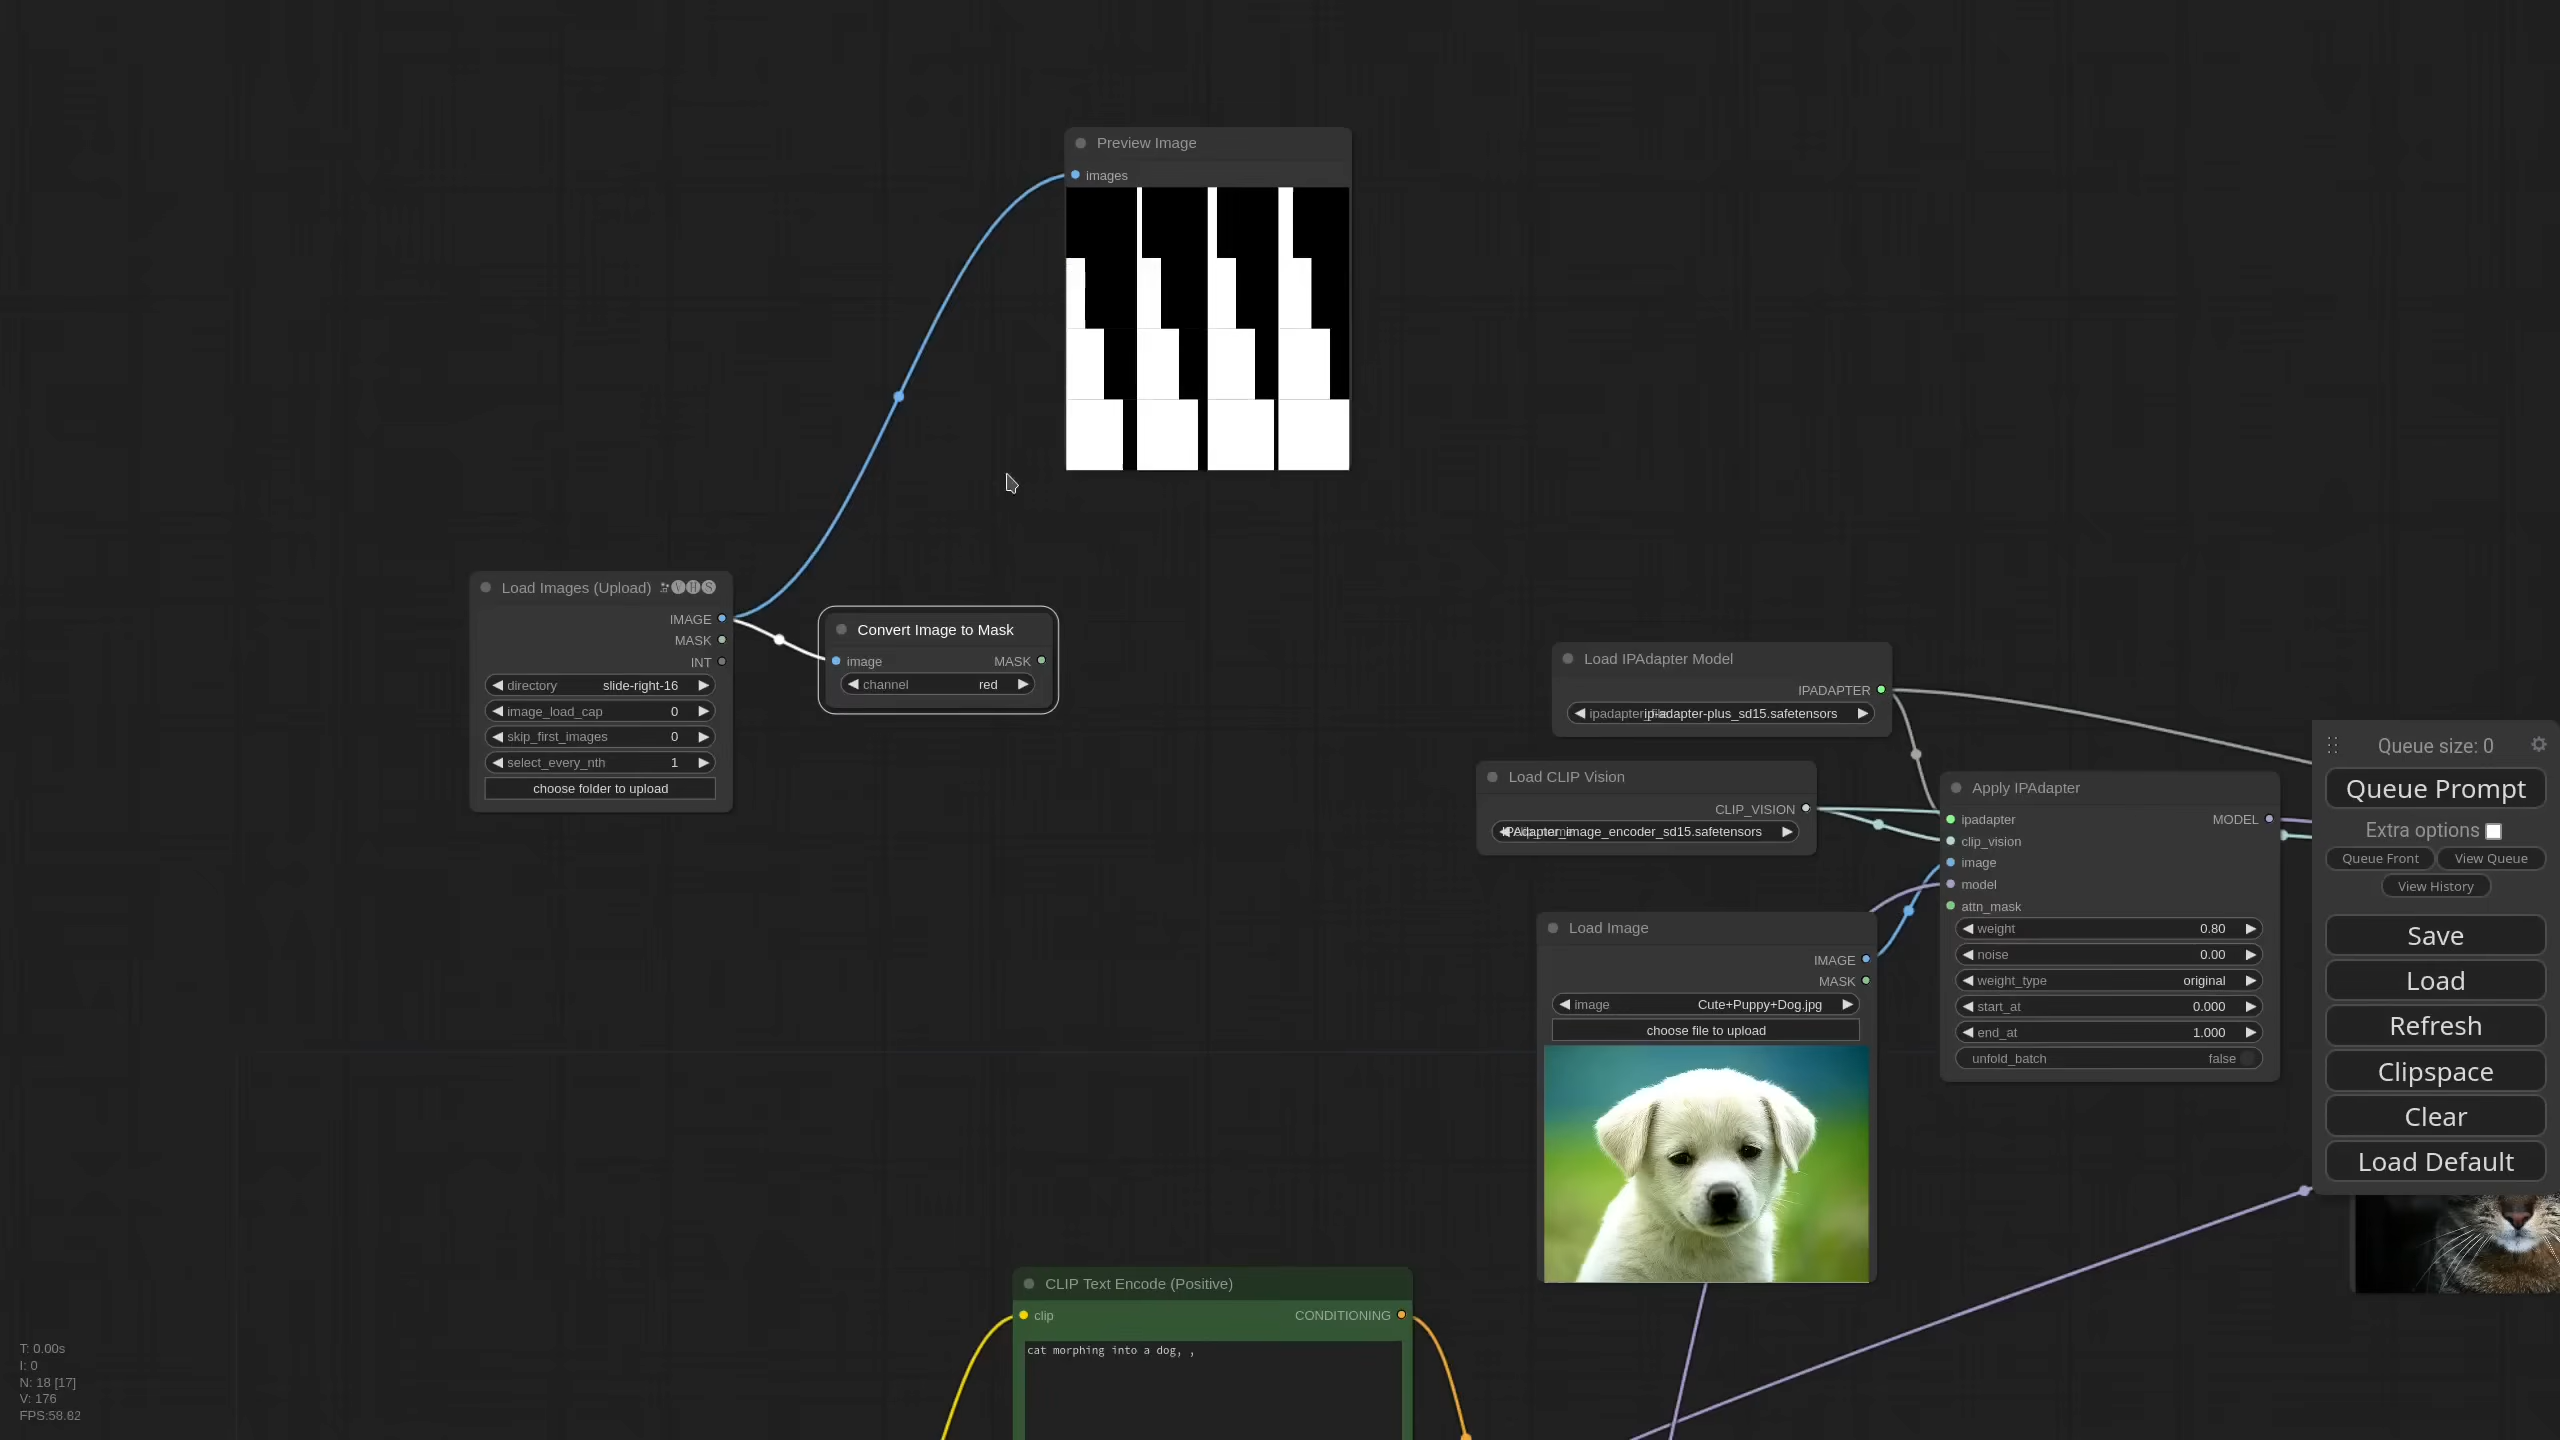 Preview Image
images
Load Images (Upload)
IMAGE
MASK
INT
directory slide-right-16
image_load_cap 0
skip_first_images 0
select_every_nth 1
choose folder to upload
Convert Image to Mask
image MASK
channel red
Load IPAdapter Model
IPADAPTER
ip-adapter-plus_sd15.safetensors
Load CLIP Vision
CLIP_VISION
IPAdapter_image_encoder_sd15.safetensors
Load Image
IMAGE
MASK
image Cute+Puppy+Dog.jpg
choose file to upload
Apply IPAdapter
ipadapter MODEL
clip_vision
image
model
attn_mask
weight 0.80
noise 0.00
weight_type original
start_at 0.000
end_at 1.000
unfold_batch false
Queue size: 0
Queue Prompt
Extra options
Queue Front View Queue
View History
Save
Load
Refresh
Clipspace
Clear
Load Default
CLIP Text Encode (Positive)
clip CONDITIONING
cat morphing into a dog, ,
T: 0.00s
I: 0
N: 18 [17]
V: 176
FPS:58.82